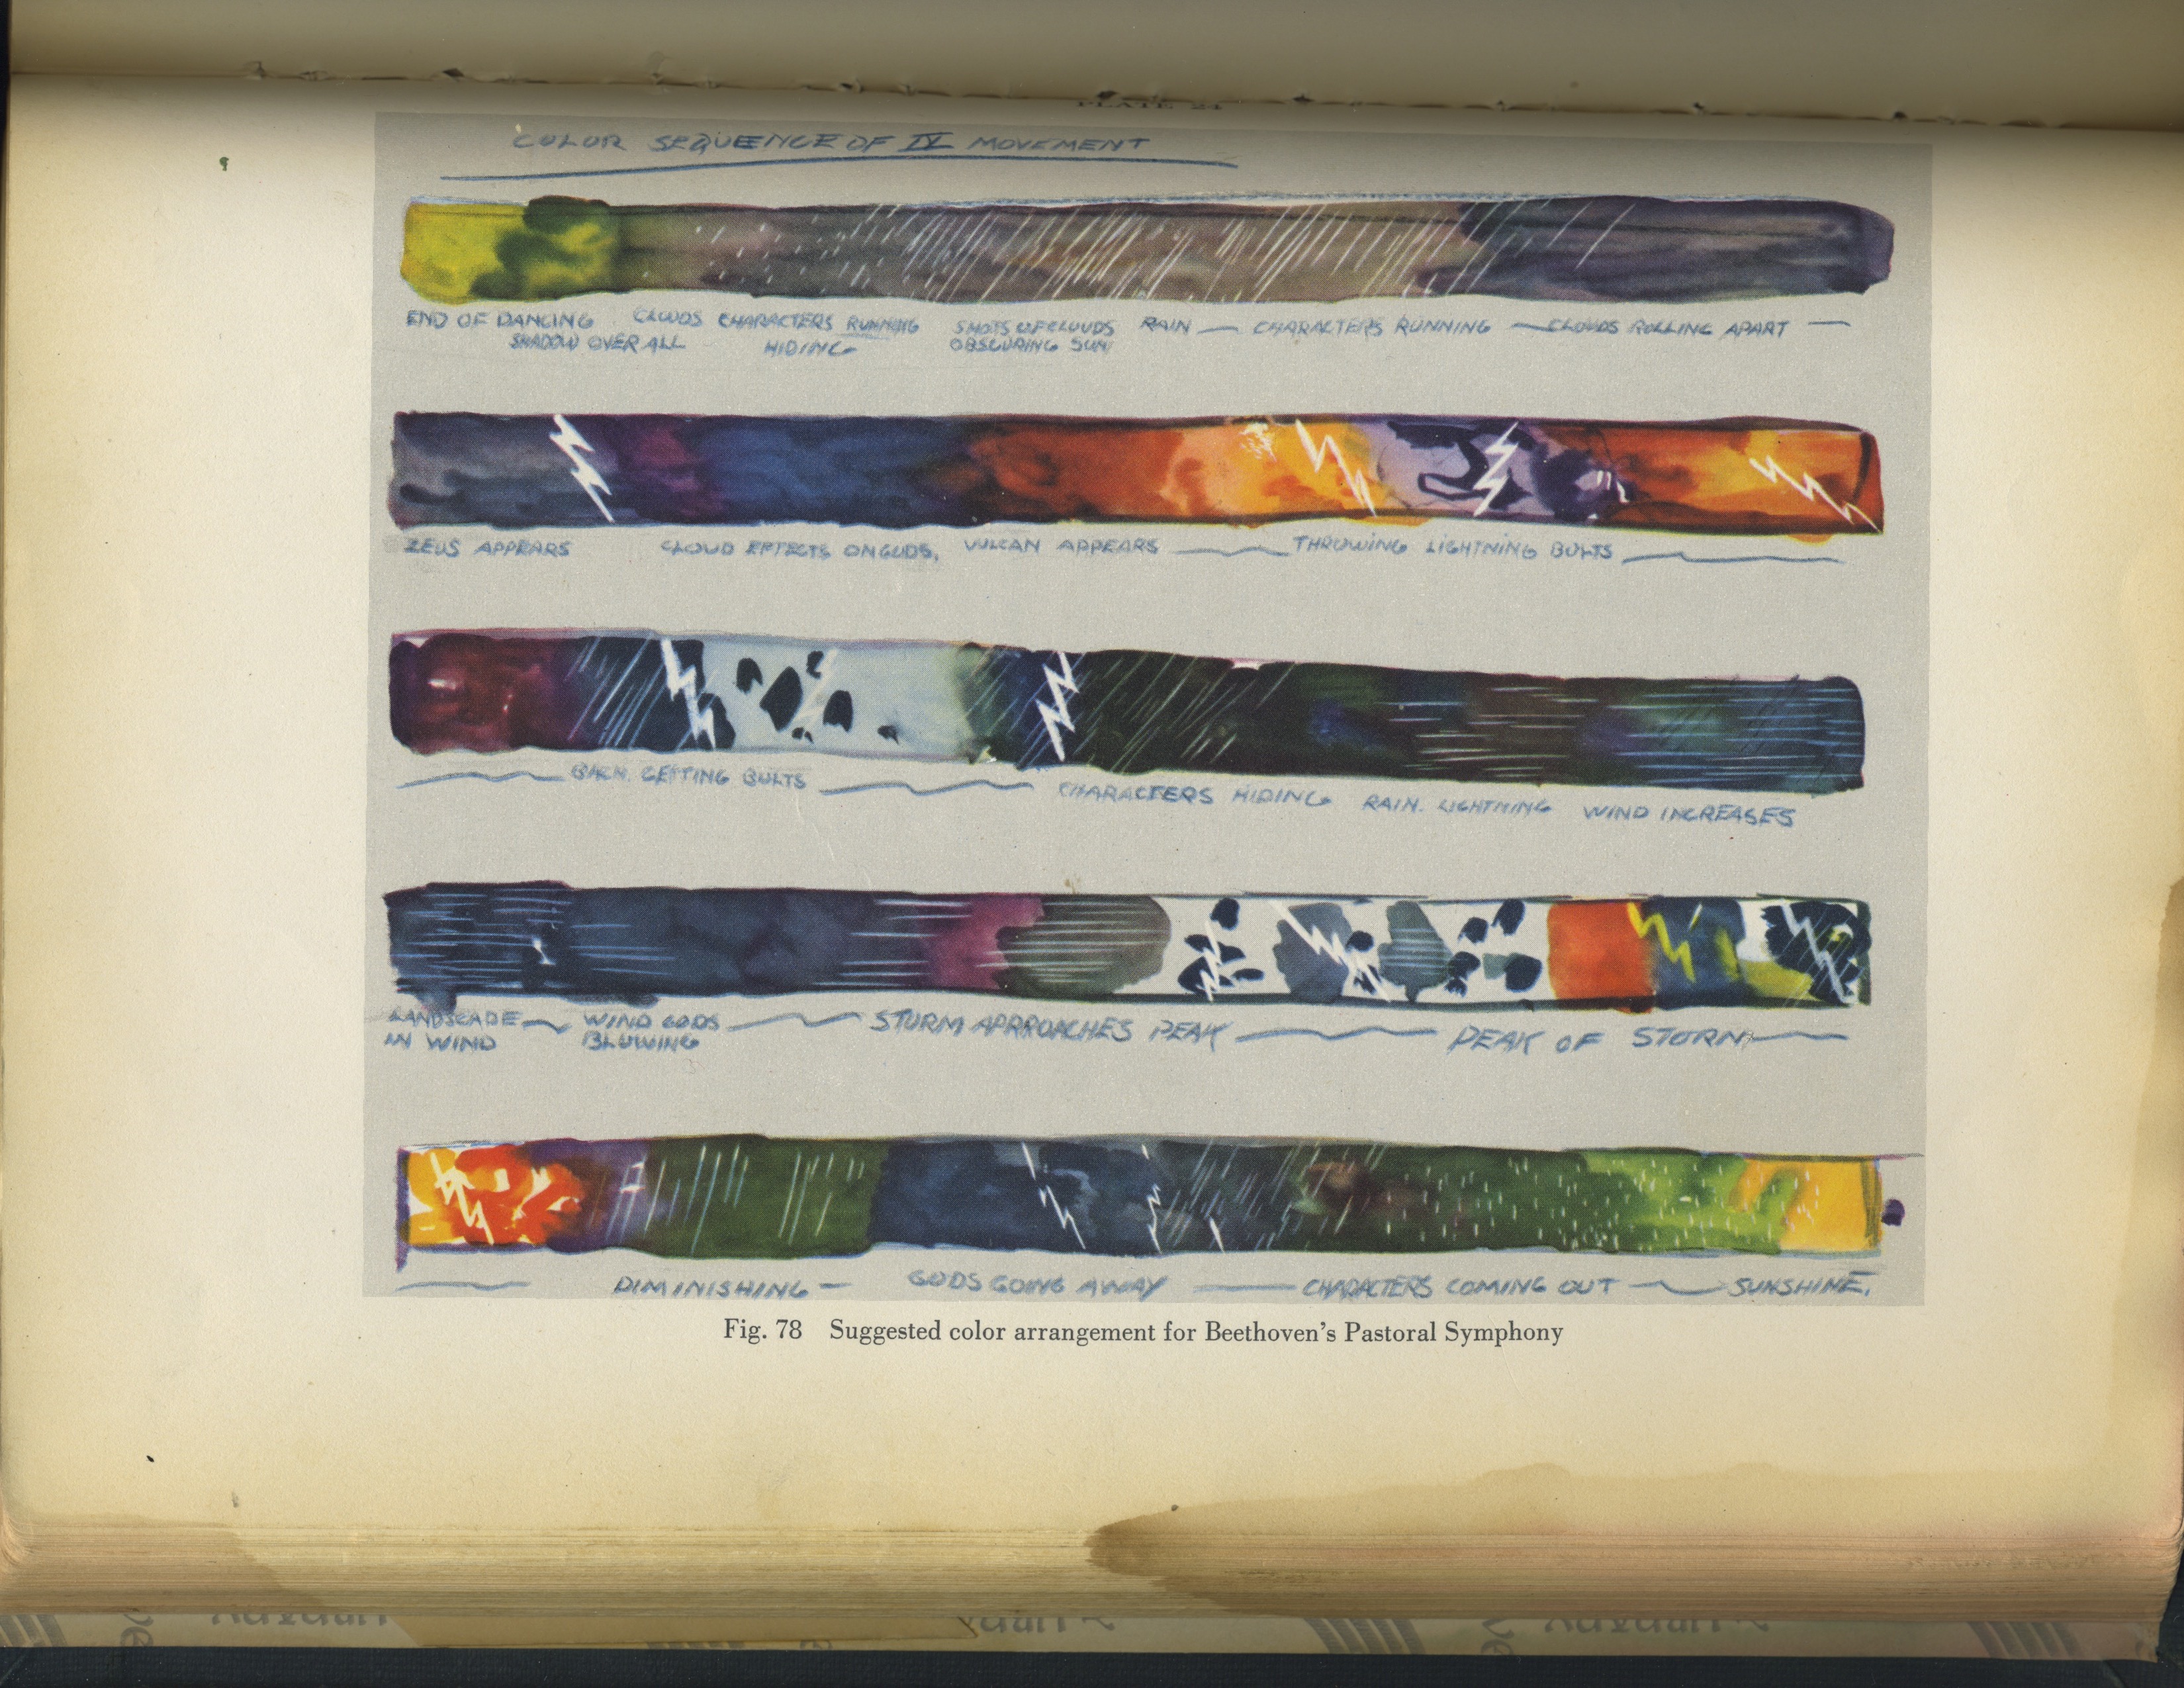 PLATE 21
COLOR SEQUENCE OF IV MOVEMENT
END OF DANCING CLOUDS CHARACTERS RUNNING SHOTS OF CLOUDS RAIN — CHARACTERS RUNNING — CLOUDS ROLLING APART —
SHADOW OVER ALL HIDING OBSCURING SUN
ZEUS APPEARS CLOUD EFFECTS ON GODS, VULCAN APPEARS — THROWING LIGHTNING BOLTS —
— GETTING BOLTS — CHARACTERS HIDING RAIN. LIGHTNING WIND INCREASES
LANDSCAPE — WIND GODS — STORM APPROACHES PEAK — PEAK OF STORM —
IN WIND BLOWING
— DIMINISHING — GODS GOING AWAY — CHARACTERS COMING OUT — SUNSHINE.
Fig. 78 Suggested color arrangement for Beethoven's Pastoral Symphony